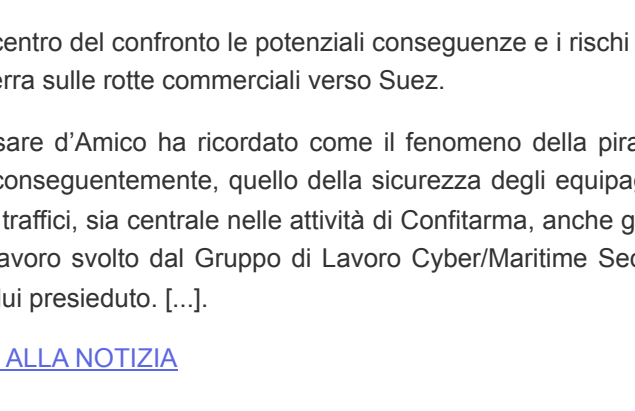 centro del confronto le potenziali conseguenze e i rischi
erra sulle rotte commerciali verso Suez.
sare d’Amico ha ricordato come il fenomeno della pira
conseguentemente, quello della sicurezza degli equipa
traffici, sia centrale nelle attività di Confitarma, anche g
avoro svolto dal Gruppo di Lavoro Cyber/Maritime Sec
lui presieduto. [...].
ALLA NOTIZIA